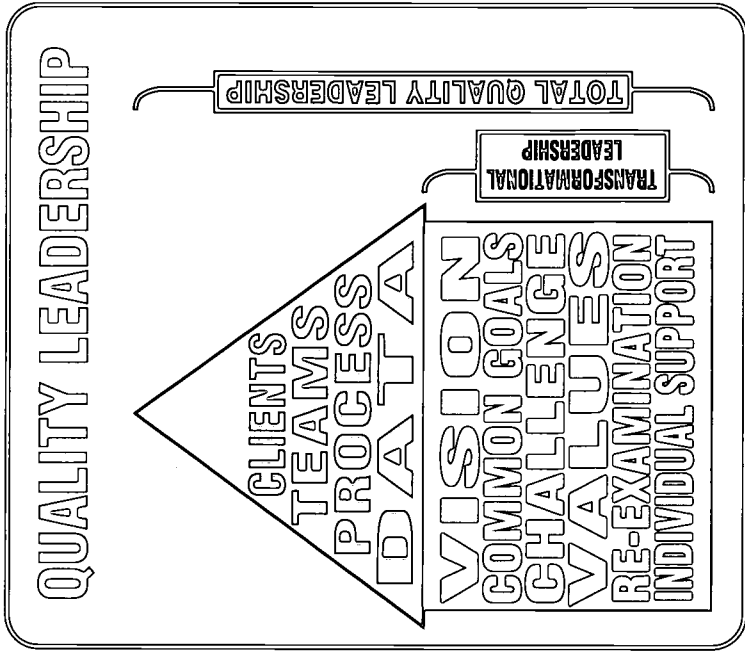 QUALITY LEADERSHIP
CLIENTS
TEAMS
PROCESS
DATA
VISION
COMMON GOALS
CHALLENGE
VALUES
RE-EXAMINATION
INDIVIDUAL SUPPORT
TRANSFORMATIONAL
LEADERSHIP
TOTAL QUALITY LEADERSHIP